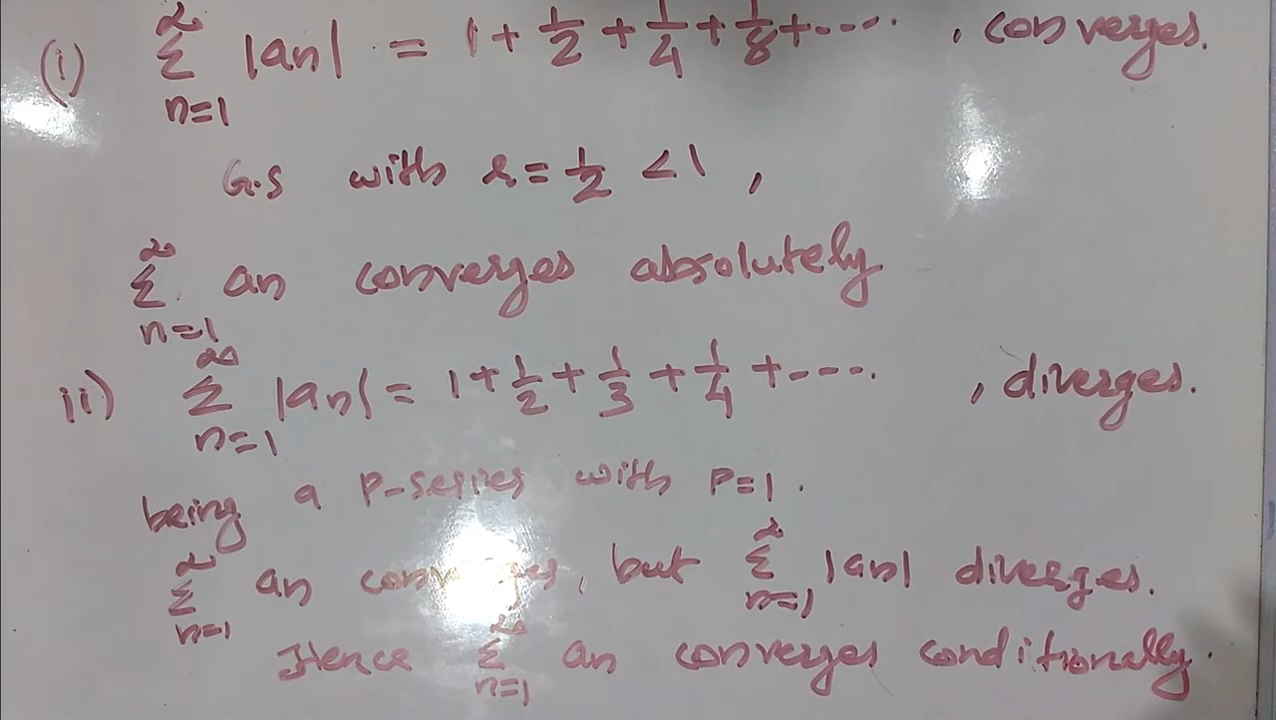 (i) ∞ Σ n=1 |an| = 1 + 1/2 + 1/4 + 1/8 + ---- , converges.
G.S with r = 1/2 < 1 ,
∞ Σ n=1 an converges absolutely
ii) ∞ Σ n=1 |an| = 1 + 1/2 + 1/3 + 1/4 + ---- , diverges.
being a P-series with P=1 .
∞ Σ n=1 an converges, but ∞ Σ n=1 |an| diverges.
Hence ∞ Σ n=1 an converges conditionally.